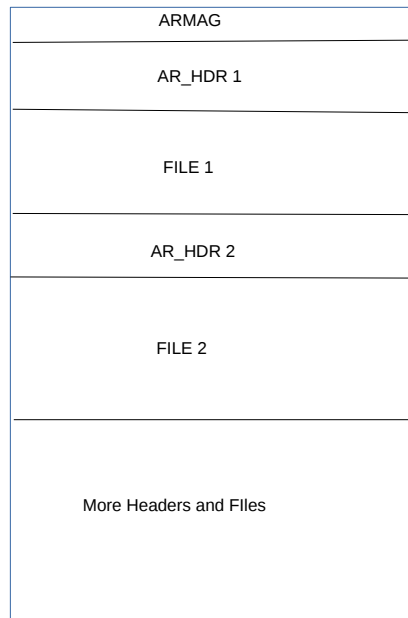 ARMAG
AR_HDR 1
FILE 1
AR_HDR 2
FILE 2
More Headers and FIles